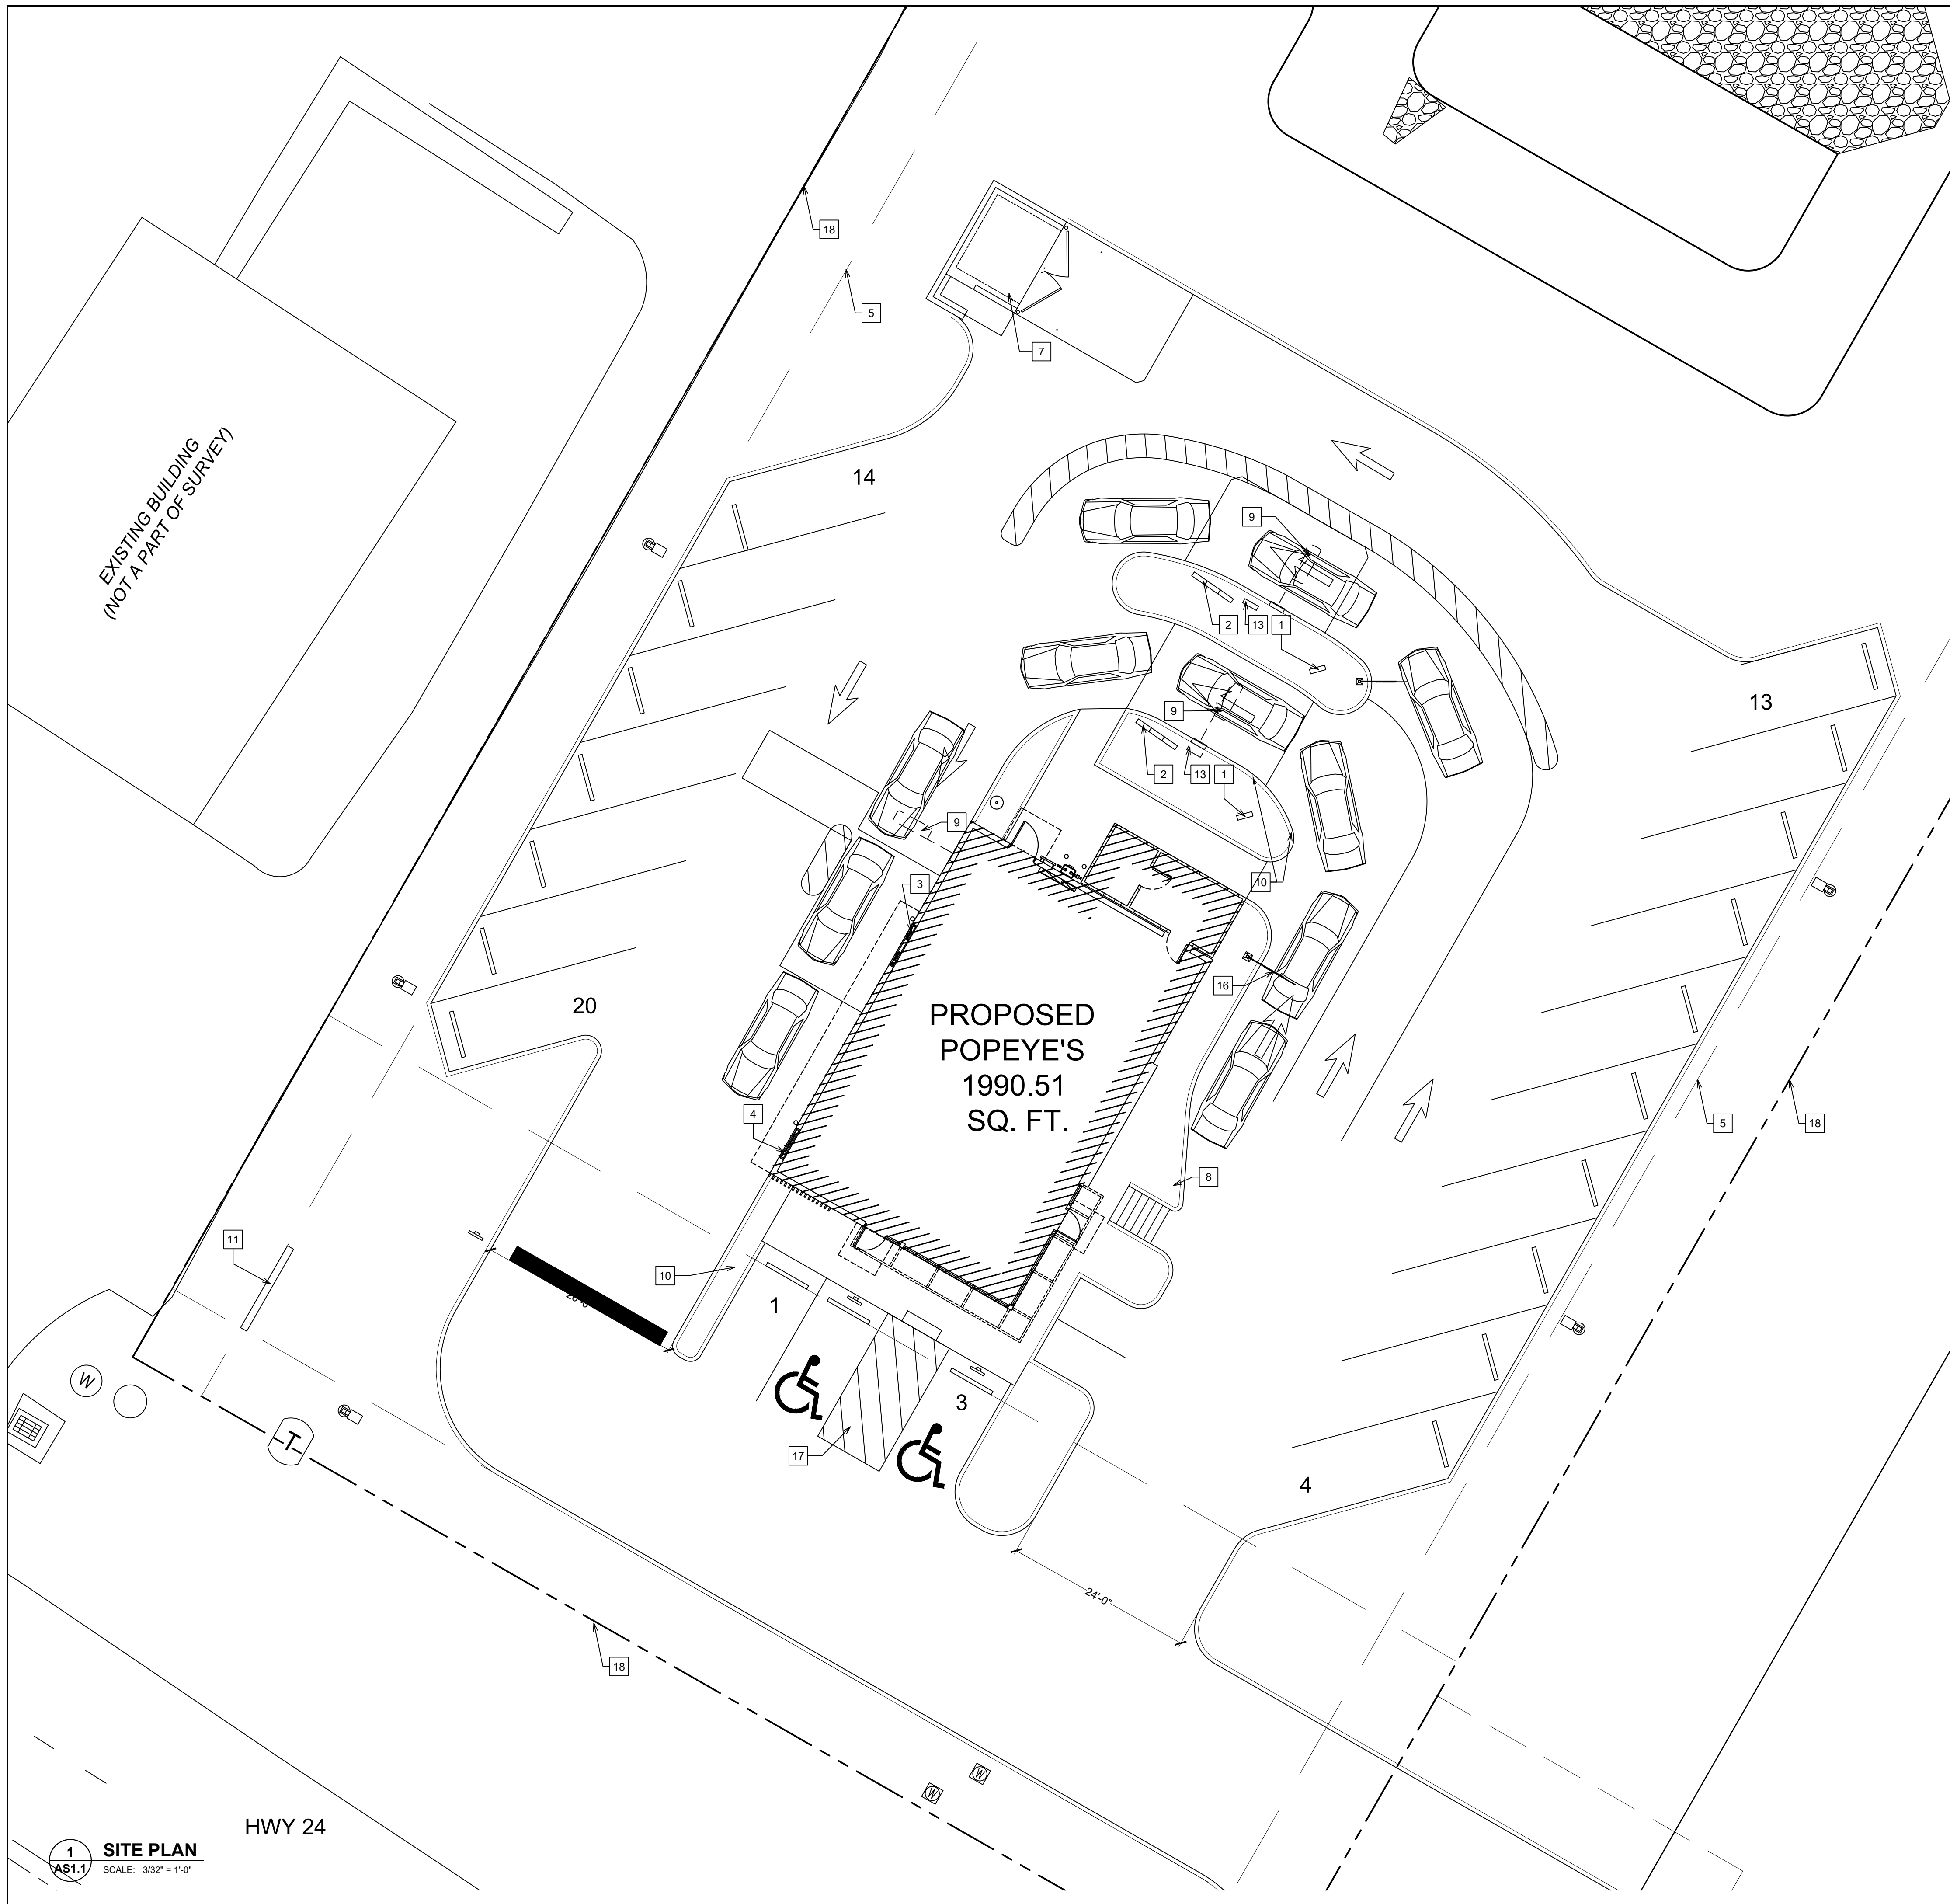 18
5
7
EXISTING BUILDING
(NOT A PART OF SURVEY)
14
9
2
13
1
13
9
2
13
1
9
3
10
16
20
PROPOSED
POPEYE'S
1990.51
SQ. FT.
4
5
18
8
11
10
1
3
W
T
17
4
24'-0"
18
W
W
HWY 24
1
AS1.1
SITE PLAN
SCALE: 3/32" = 1'-0"